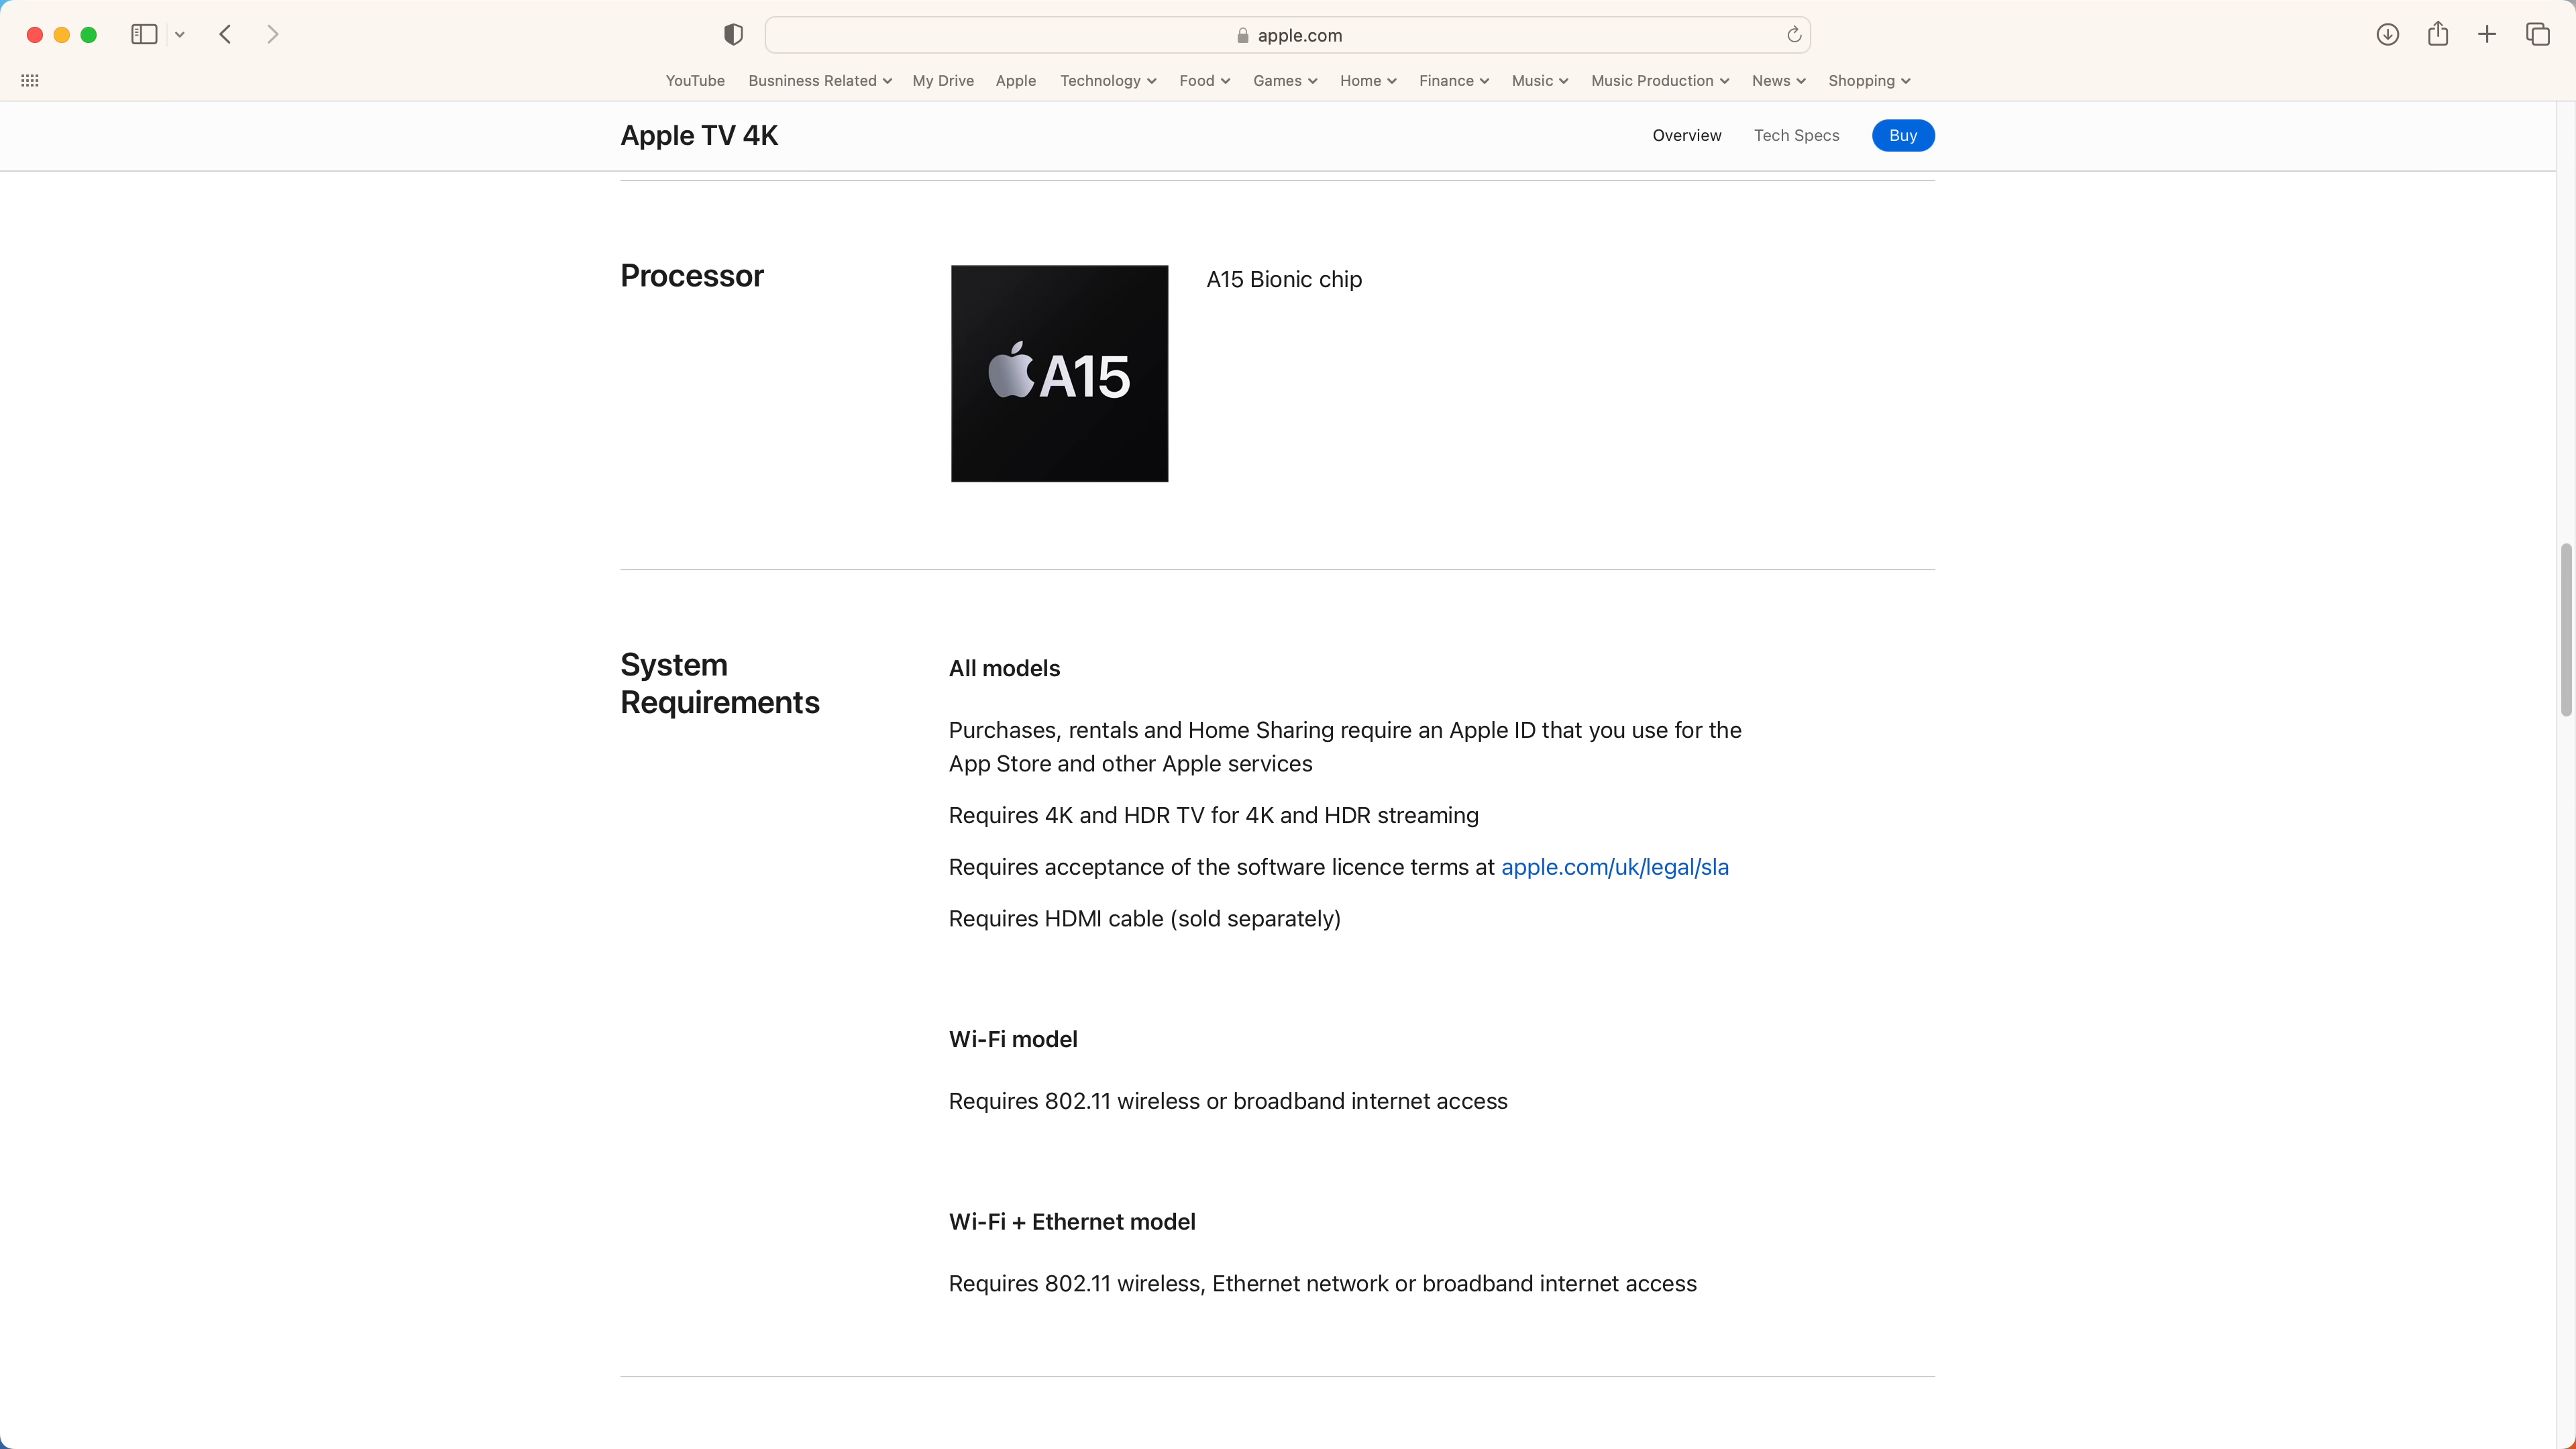 apple.com
YouTube Busniness Related My Drive Apple Technology Food Games Home Finance Music Music Production News Shopping
Apple TV 4K
Overview Tech Specs Buy
Processor
A15
A15 Bionic chip
System
Requirements
All models
Purchases, rentals and Home Sharing require an Apple ID that you use for the
App Store and other Apple services
Requires 4K and HDR TV for 4K and HDR streaming
Requires acceptance of the software licence terms at apple.com/uk/legal/sla
Requires HDMI cable (sold separately)
Wi-Fi model
Requires 802.11 wireless or broadband internet access
Wi-Fi + Ethernet model
Requires 802.11 wireless, Ethernet network or broadband internet access